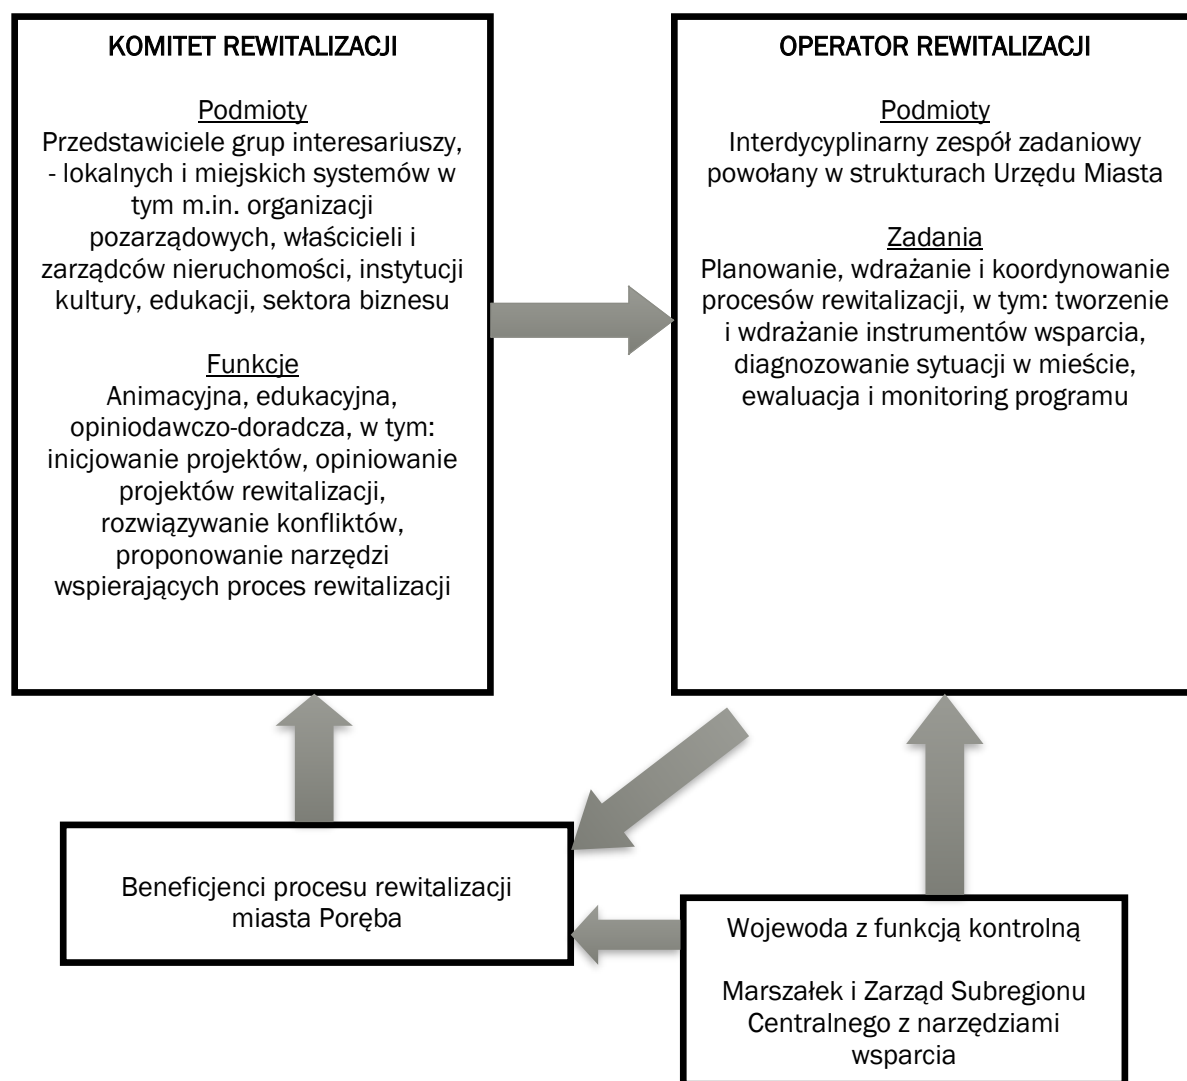 KOMITET REWITALIZACJI
Podmioty
Przedstawiciele grup interesariuszy,
- lokalnych i miejskich systemów w
tym m.in. organizacji
pozarządowych, właścicieli i
zarządców nieruchomości, instytucji
kultury, edukacji, sektora biznesu
Funkcje
Animacyjna, edukacyjna,
opiniodawczo-doradcza, w tym:
inicjowanie projektów, opiniowanie
projektów rewitalizacji,
rozwiązywanie konfliktów,
proponowanie narzędzi
wspierających proces rewitalizacji
OPERATOR REWITALIZACJI
Podmioty
Interdycyplinarny zespół zadaniowy
powołany w strukturach Urzędu Miasta
Zadania
Planowanie, wdrażanie i koordynowanie
procesów rewitalizacji, w tym: tworzenie
i wdrażanie instrumentów wsparcia,
diagnozowanie sytuacji w mieście,
ewaluacja i monitoring programu
Beneficjenci procesu rewitalizacji
miasta Poręba
Wojewoda z funkcją kontrolną
Marszałek i Zarząd Subregionu
Centralnego z narzędziami
wsparcia